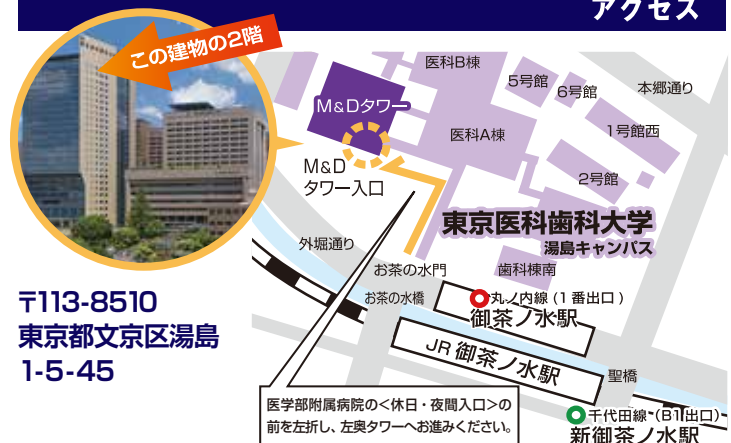 アクセス
この建物の2階
医科B棟
5号館
6号館
本郷通り
M&Dタワー
1号館西
医科A棟
M&D
タワー入口
2号館
東京医科歯科大学
湯島キャンパス
外堀通り
お茶の水門
歯科棟南
〒113-8510
東京都文京区湯島
1-5-45
お茶の水橋
丸ノ内線(1番出口)
御茶ノ水駅
JR 御茶ノ水駅
聖橋
医学部附属病院の<休日・夜間入口>の
前を左折し、左奥タワーへお進みください。
千代田線(B1出口)
新御茶ノ水駅